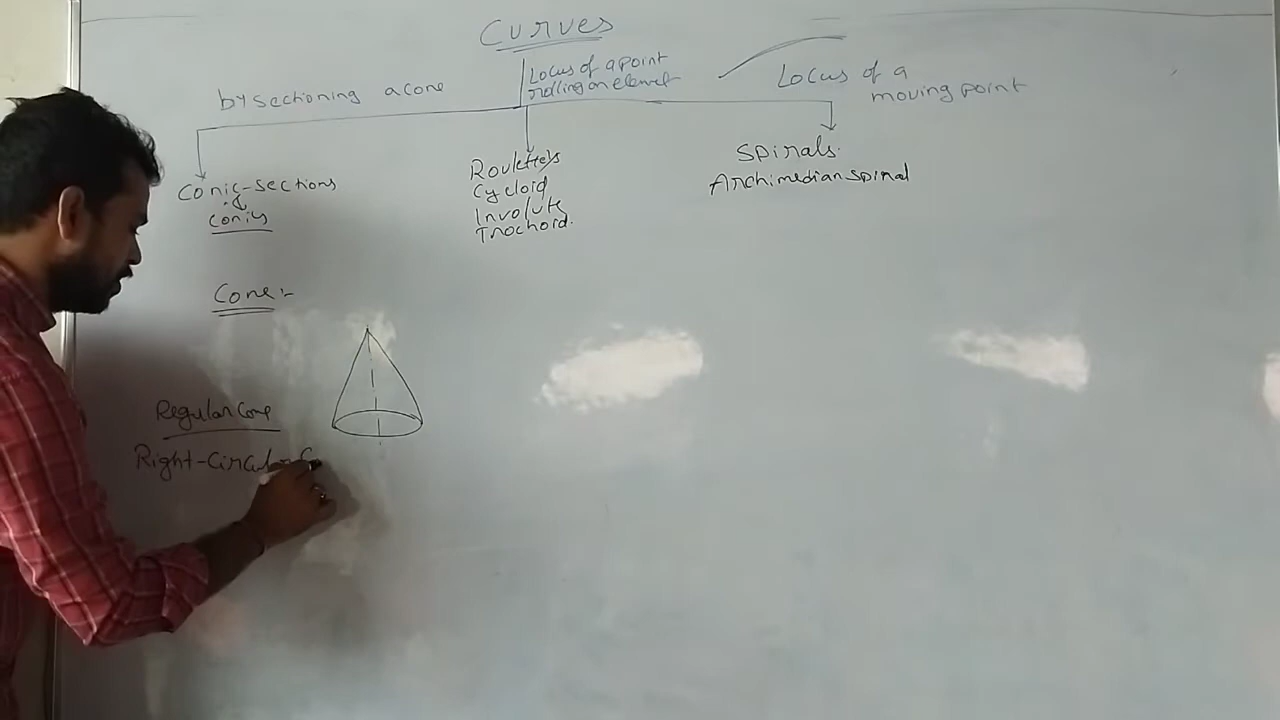 Curves
by sectioning a cone
Locus of a point
rolling on element
Locus of a
moving point
Conic-sections
Conics
Roulettes
Cycloid
Involute
Trochoid.
Spirals.
Archimedian spiral
Cone:-
Regular Cone
Right-Circular C